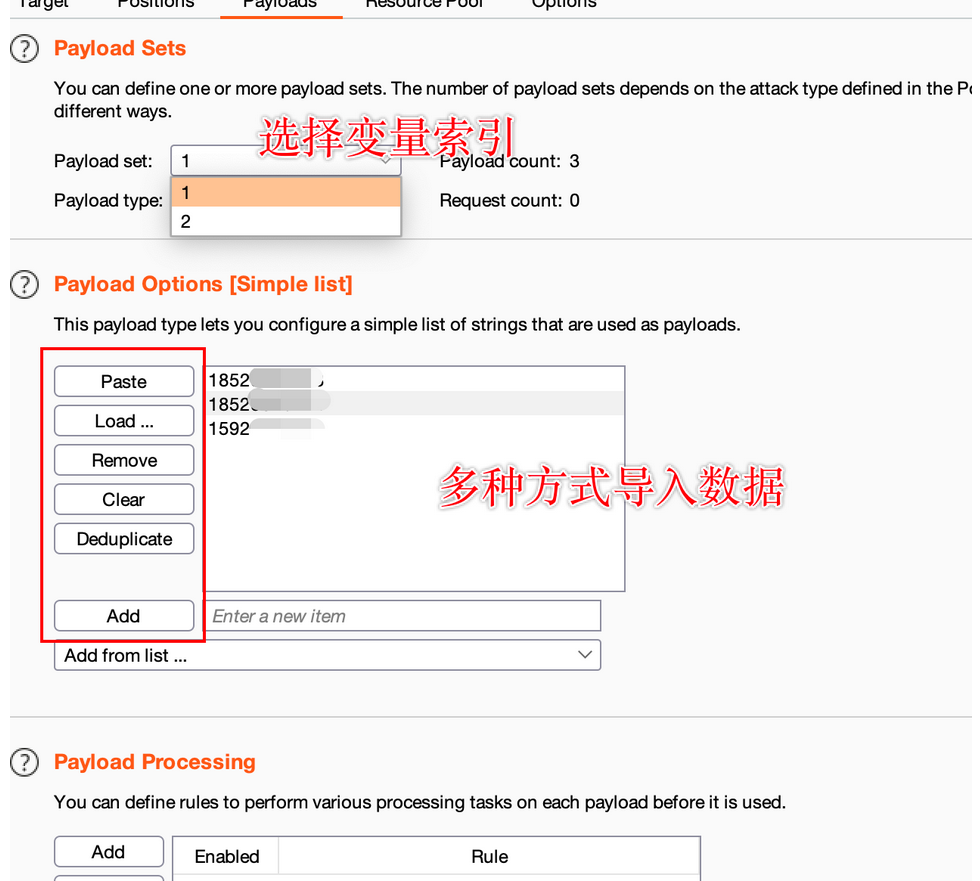 Target Positions Payloads Resource Pool Options
Payload Sets
You can define one or more payload sets. The number of payload sets depends on the attack type defined in the
different ways.
选择变量索引
Payload set: 1
Payload count: 3
Payload type:
1
2
Request count: 0
Payload Options [Simple list]
This payload type lets you configure a simple list of strings that are used as payloads.
Paste
Load ...
Remove
Clear
Deduplicate
1852
1852
1592
多种方式导入数据
Add
Enter a new item
Add from list ...
Payload Processing
You can define rules to perform various processing tasks on each payload before it is used.
Add
Enabled
Rule